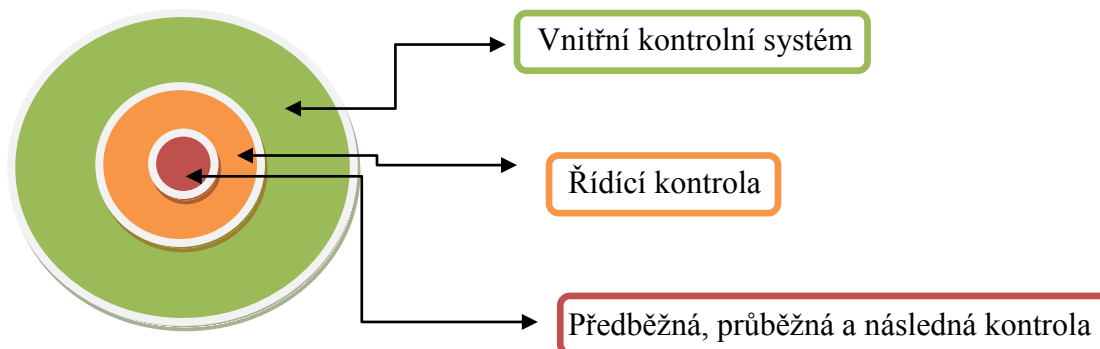 Vnitřní kontrolní systém
Řídící kontrola
Předběžná, průběžná a následná kontrola